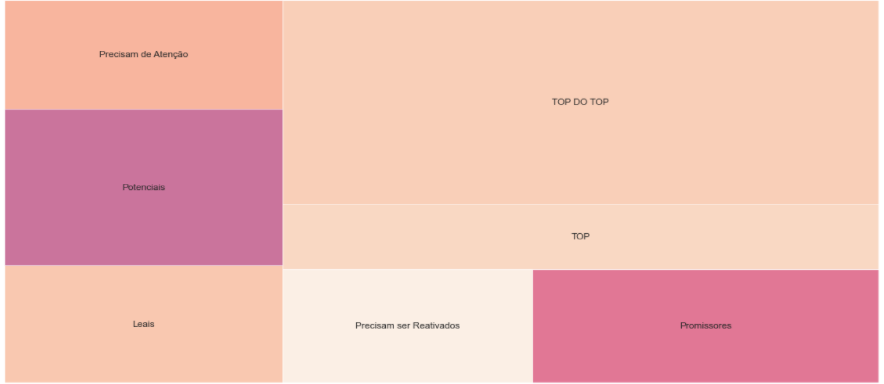 Precisam de Atenção
TOP DO TOP
Potenciais
TOP
Leais
Precisam ser Reativados
Promissores